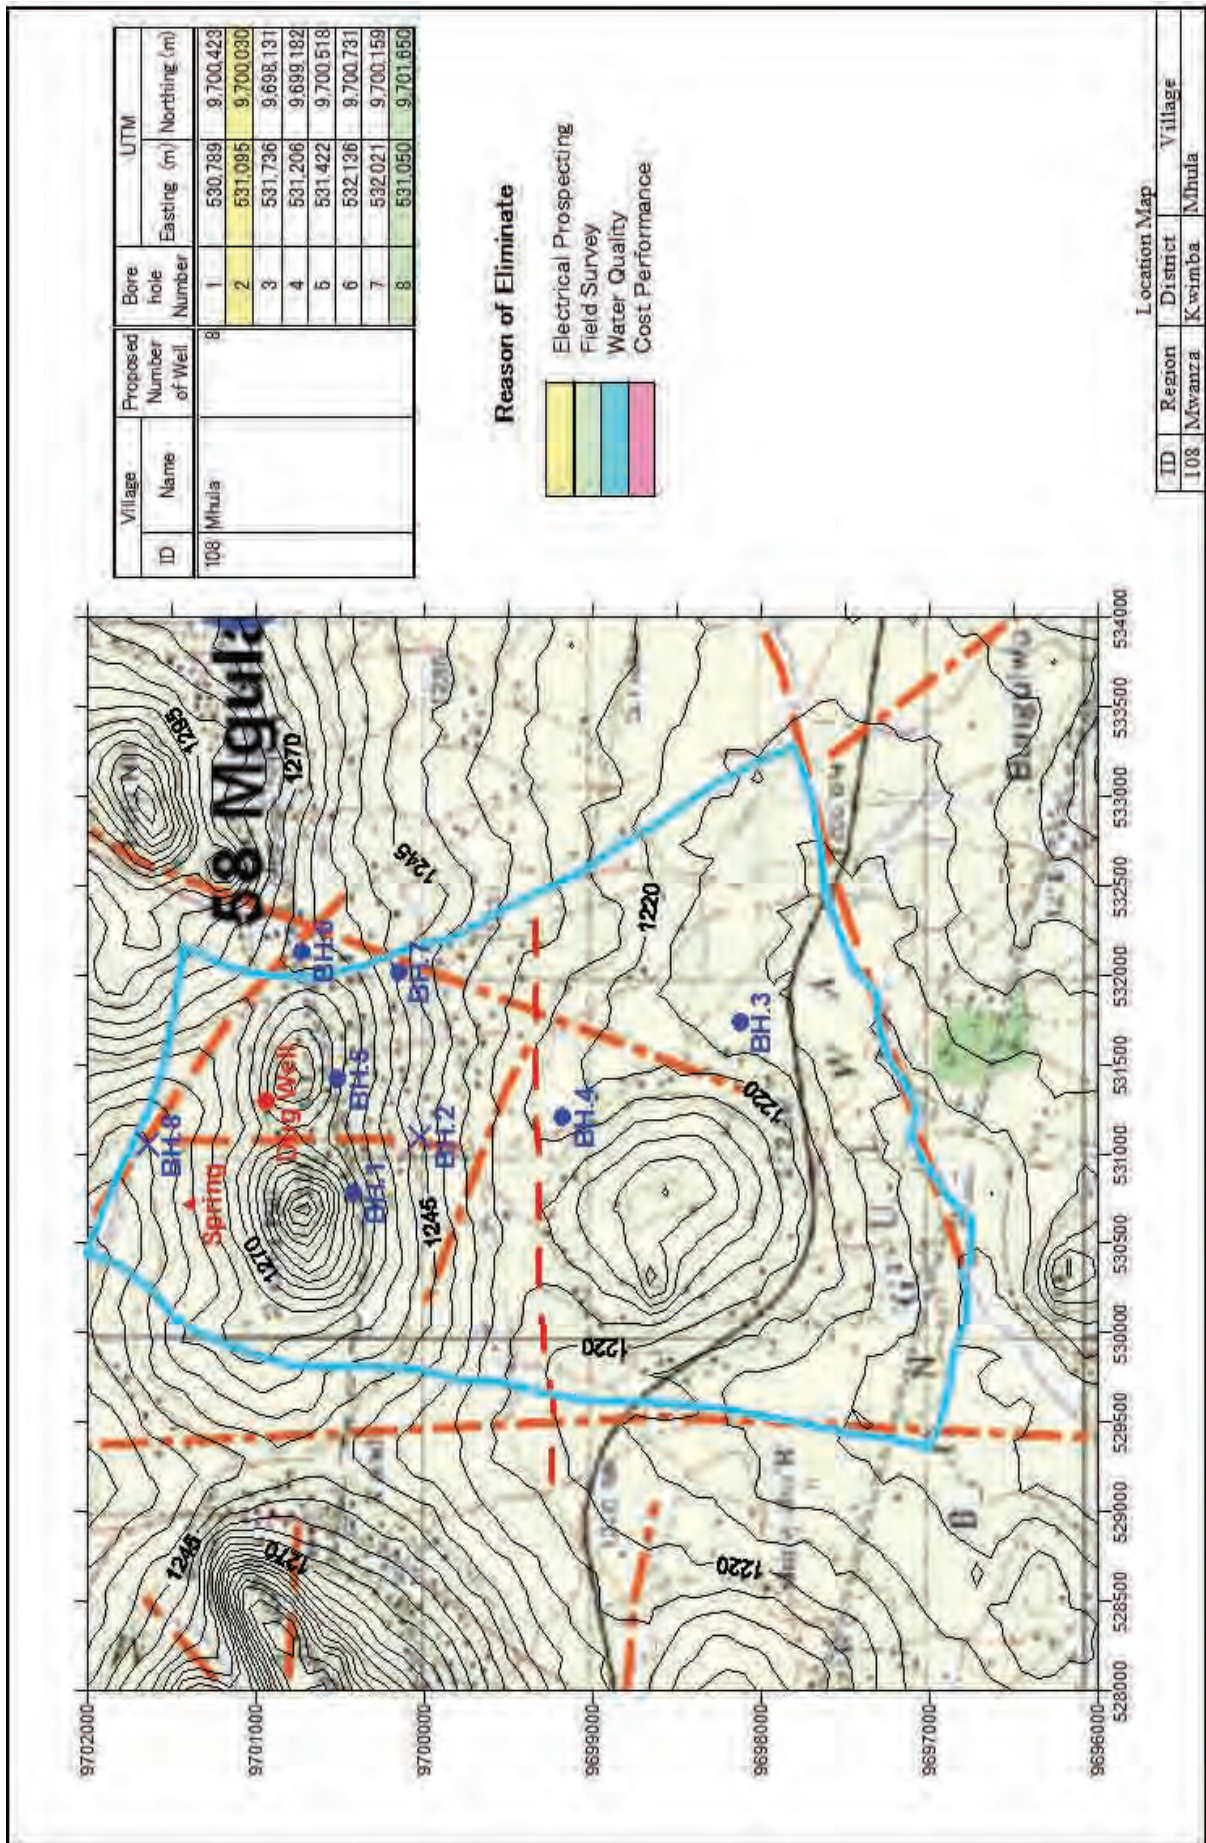 Village Proposed Bore UTM
ID Name Number of Well hole Number Easting (m) Northing (m)
108 Mhula 8 1 530,789 9,700,423
2 531,095 9,700,030
3 531,736 9,698,131
4 531,206 9,699,182
5 531,422 9,700,518
6 532,136 9,700,731
7 532,021 9,700,159
8 531,050 9,701,650
Reason of Eliminate
Electrical Prospecting
Field Survey
Water Quality
Cost Performance
58 Mgula
1295
1270
1245
1220
BH.8
Spring
Dug Well
BH.6
BH.7
BH.5
BH.1
BH.2
BH.4
BH.3
1270
1245
1220
1220
1245
1270
1220
9702000
9701000
9700000
9699000
9698000
9697000
9696000
528000 528500 529000 529500 530000 530500 531000 531500 532000 532500 533000 533500 534000
Location Map
ID Region District Village
108 Mwanza Kwimba Mhula